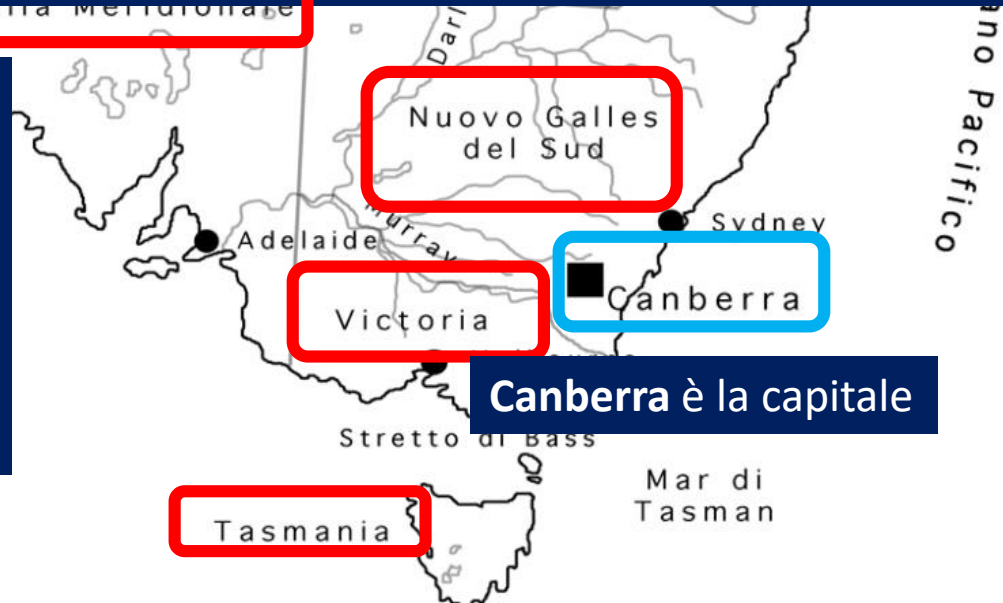 Meridionale
Nuovo Galles
del Sud
Murray
Sydney
Adelaide
Canberra
Victoria
Canberra è la capitale
Stretto di Bass
Mar di
Tasman
Tasmania
Pacifico